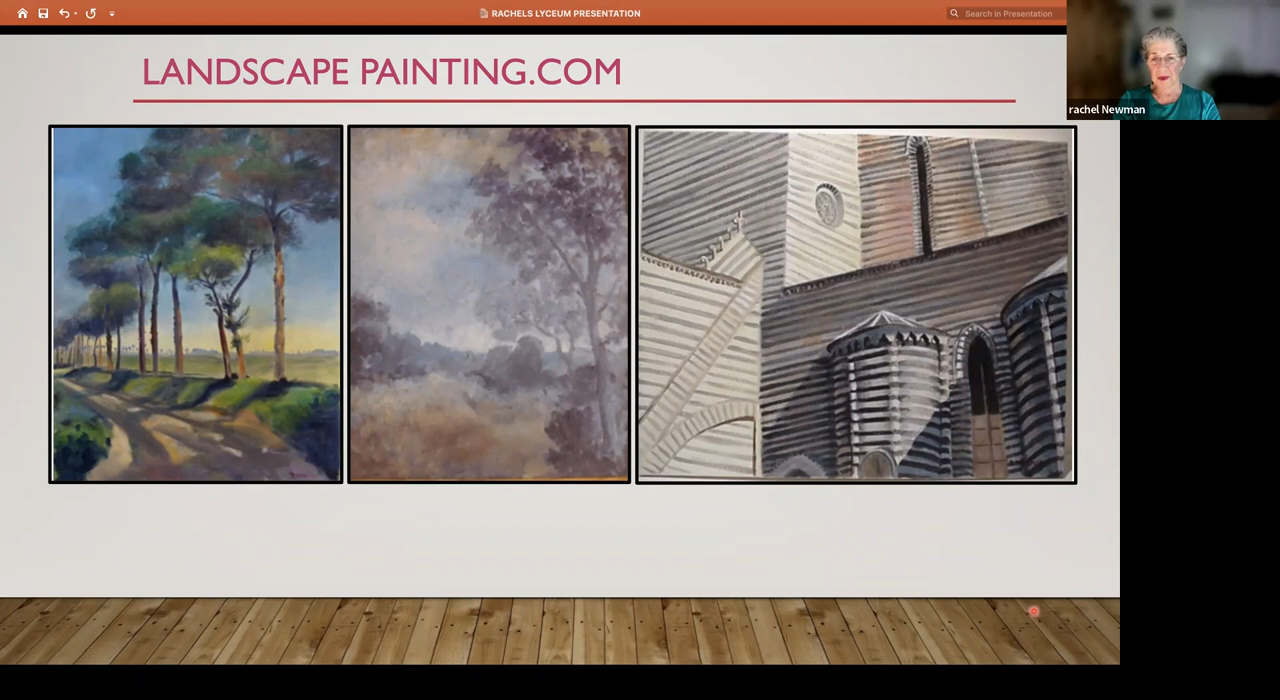 RACHELS LYCEUM PRESENTATION
Search in Presentation
LANDSCAPE PAINTING.COM
rachel Newman